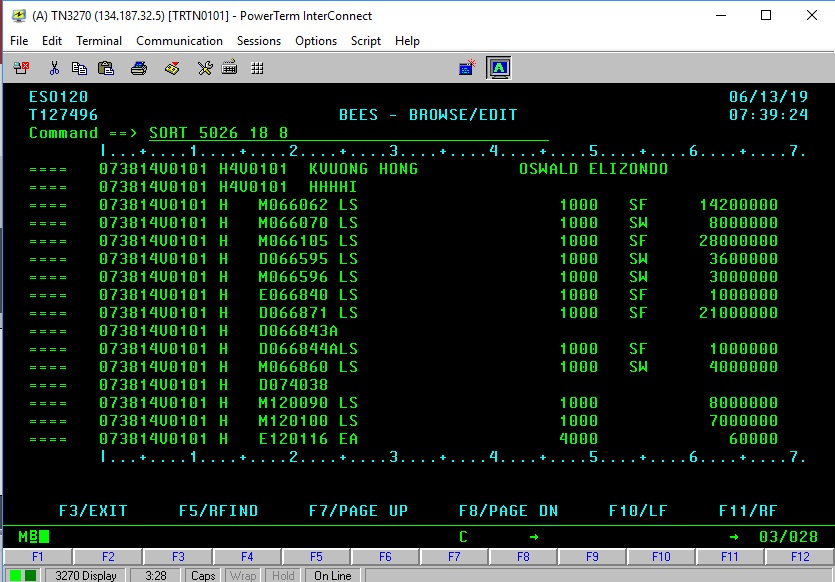 (A) TN3270 (134.187.32.5) [TRTN0101] - PowerTerm InterConnect
File Edit Terminal Communication Sessions Options Script Help
A
ESO120 06/13/19
T127496 BEES - BROWSE/EDIT 07:39:24
Command ==> SORT 5026 18 8
|...+....1....+....2....+....3....+....4....+....5....+....6....+....7.
==== 073814V0101 H4V0101 KVUONG HONG OSWALD ELIZONDO
==== 073814V0101 H4V0101 HHHHI
==== 073814V0101 H M066062 LS 1000 SF 14200000
==== 073814V0101 H M066070 LS 1000 SW 8000000
==== 073814V0101 H M066105 LS 1000 SF 28000000
==== 073814V0101 H D066595 LS 1000 SW 3600000
==== 073814V0101 H M066596 LS 1000 SW 3000000
==== 073814V0101 H E066840 LS 1000 SF 1000000
==== 073814V0101 H D066871 LS 1000 SF 21000000
==== 073814V0101 H D066843A
==== 073814V0101 H D066844ALS 1000 SF 1000000
==== 073814V0101 H M066860 LS 1000 SW 4000000
==== 073814V0101 H D074038
==== 073814V0101 H M120090 LS 1000 8000000
==== 073814V0101 H M120100 LS 1000 7000000
==== 073814V0101 H E120116 EA 4000 60000
|...+....1....+....2....+....3....+....4....+....5....+....6....+....7.
F3/EXIT F5/RFIND F7/PAGE UP F8/PAGE DN F10/LF F11/RF
MB C → → 03/028
F1 F2 F3 F4 F5 F6 F7 F8 F9 F10 F11 F12
3270 Display 3:28 Caps Wrap Hold On Line